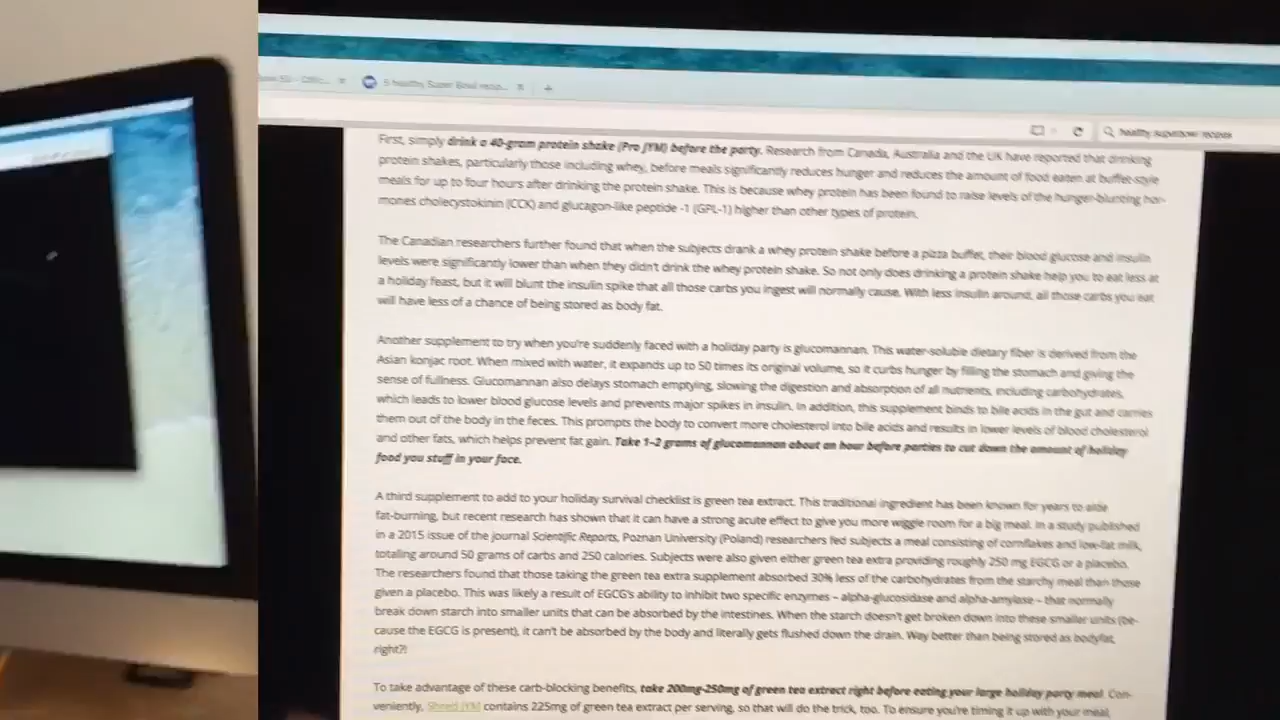 5 healthy Super Bowl recip...
healthy superbowl recipes
First, simply drink a 40-gram protein shake (Pro JYM) before the party. Research from Canada, Australia and the UK have reported that drinking
protein shakes, particularly those including whey, before meals significantly reduces hunger and reduces the amount of food eaten at buffet-style
meals for up to four hours after drinking the protein shake. This is because whey protein has been found to raise levels of the hunger-blunting hor-
mones cholecystokinin (CCK) and glucagon-like peptide -1 (GPL-1) higher than other types of protein.
The Canadian researchers further found that when the subjects drank a whey protein shake before a pizza buffet, their blood glucose and insulin
levels were significantly lower than when they didn't drink the whey protein shake. So not only does drinking a protein shake help you to eat less at
a holiday feast, but it will blunt the insulin spike that all those carbs you ingest will normally cause. With less insulin around, all those carbs you eat
will have less of a chance of being stored as body fat.
Another supplement to try when you're suddenly faced with a holiday party is glucomannan. This water-soluble dietary fiber is derived from the
Asian konjac root. When mixed with water, it expands up to 50 times its original volume, so it curbs hunger by filling the stomach and giving the
sense of fullness. Glucomannan also delays stomach emptying, slowing the digestion and absorption of all nutrients, including carbohydrates,
which leads to lower blood glucose levels and prevents major spikes in insulin. In addition, this supplement binds to bile acids in the gut and carries
them out of the body in the feces. This prompts the body to convert more cholesterol into bile acids and results in lower levels of blood cholesterol
and other fats, which helps prevent fat gain. Take 1–2 grams of glucomannan about an hour before parties to cut down the amount of holiday
food you stuff in your face.
A third supplement to add to your holiday survival checklist is green tea extract. This traditional ingredient has been known for years to aide
fat-burning, but recent research has shown that it can have a strong acute effect to give you more wiggle room for a big meal. In a study published
in a 2015 issue of the journal Scientific Reports, Poznan University (Poland) researchers fed subjects a meal consisting of cornflakes and low-fat milk,
totaling around 50 grams of carbs and 250 calories. Subjects were also given either green tea extra providing roughly 250 mg EGCG or a placebo.
The researchers found that those taking the green tea extra supplement absorbed 30% less of the carbohydrates from the starchy meal than those
given a placebo. This was likely a result of EGCG's ability to inhibit two specific enzymes – alpha-glucosidase and alpha-amylase – that normally
break down starch into smaller units that can be absorbed by the intestines. When the starch doesn't get broken down into these smaller units (be-
cause the EGCG is present), it can't be absorbed by the body and literally gets flushed down the drain. Way better than being stored as bodyfat,
right?!
To take advantage of these carb-blocking benefits, take 200mg-250mg of green tea extract right before eating your large holiday party meal. Con-
veniently, Shred JYM contains 225mg of green tea extract per serving, so that will do the trick, too. To ensure you're timing it up with your meal,